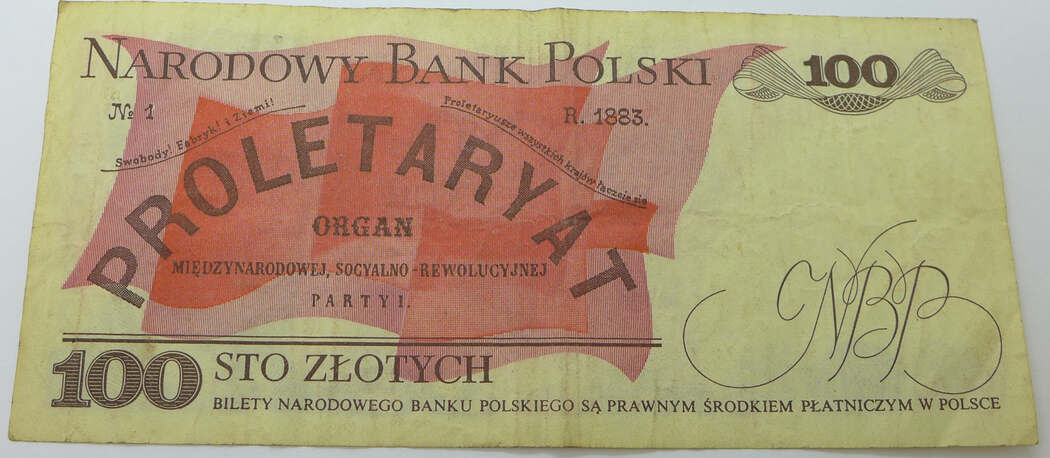 NARODOWY BANK POLSKI
100
№ 1
R. 1883.
Swobody! Fabryk! i Ziemi!
Proletaryusze wszystkich krajów łączcie się
PROLETARYAT
ORGAN
MIĘDZYNARODOWEJ, SOCYALNO-REWOLUCYJNEJ
PARTYI.
NBP
100 STO ZŁOTYCH
BILETY NARODOWEGO BANKU POLSKIEGO SĄ PRAWNYM ŚRODKIEM PŁATNICZYM W POLSCE